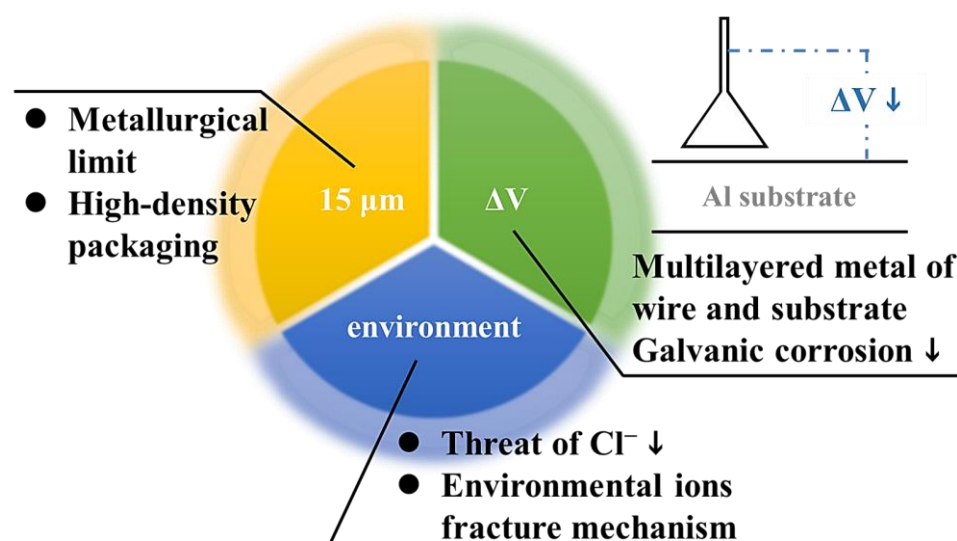 ● Metallurgical
limit
● High-density
packaging
15 μm
ΔV
environment
ΔV ↓
Al substrate
Multilayered metal of
wire and substrate
Galvanic corrosion ↓
● Threat of Cl⁻ ↓
● Environmental ions
fracture mechanism